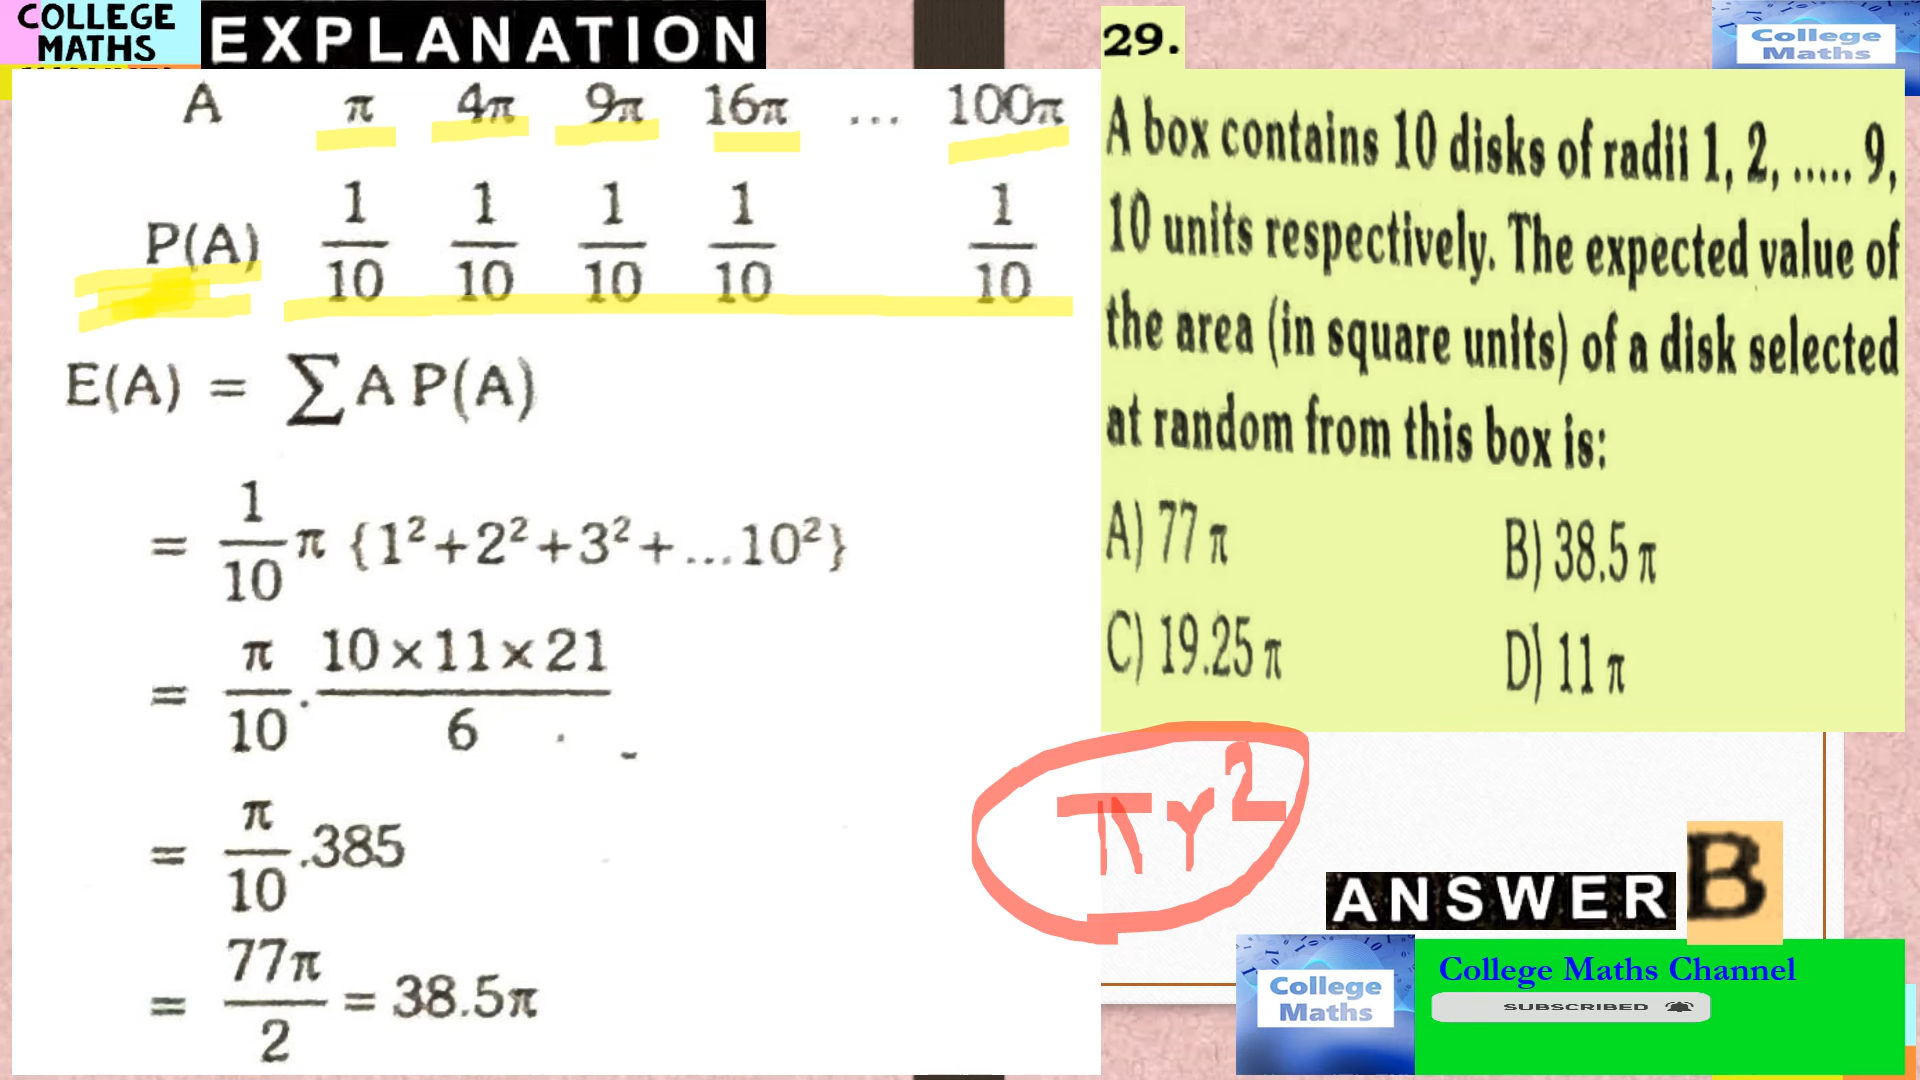 COLLEGE
MATHS
EXPLANATION
A π 4π 9π 16π ... 100π
P(A) 1/10 1/10 1/10 1/10 1/10
E(A) = ∑ A P(A)
= 1/10 π {1²+2²+3²+...10²}
= π/10 . 10×11×21/6
= π/10 .385
= 77π/2 = 38.5π
29.
College
Maths
A box contains 10 disks of radii 1, 2, ..... 9,
10 units respectively. The expected value of
the area (in square units) of a disk selected
at random from this box is:
A) 77 π B) 38.5 π
C) 19.25 π D) 11 π
πr²
ANSWER B
College
Maths
College Maths Channel
SUBSCRIBED